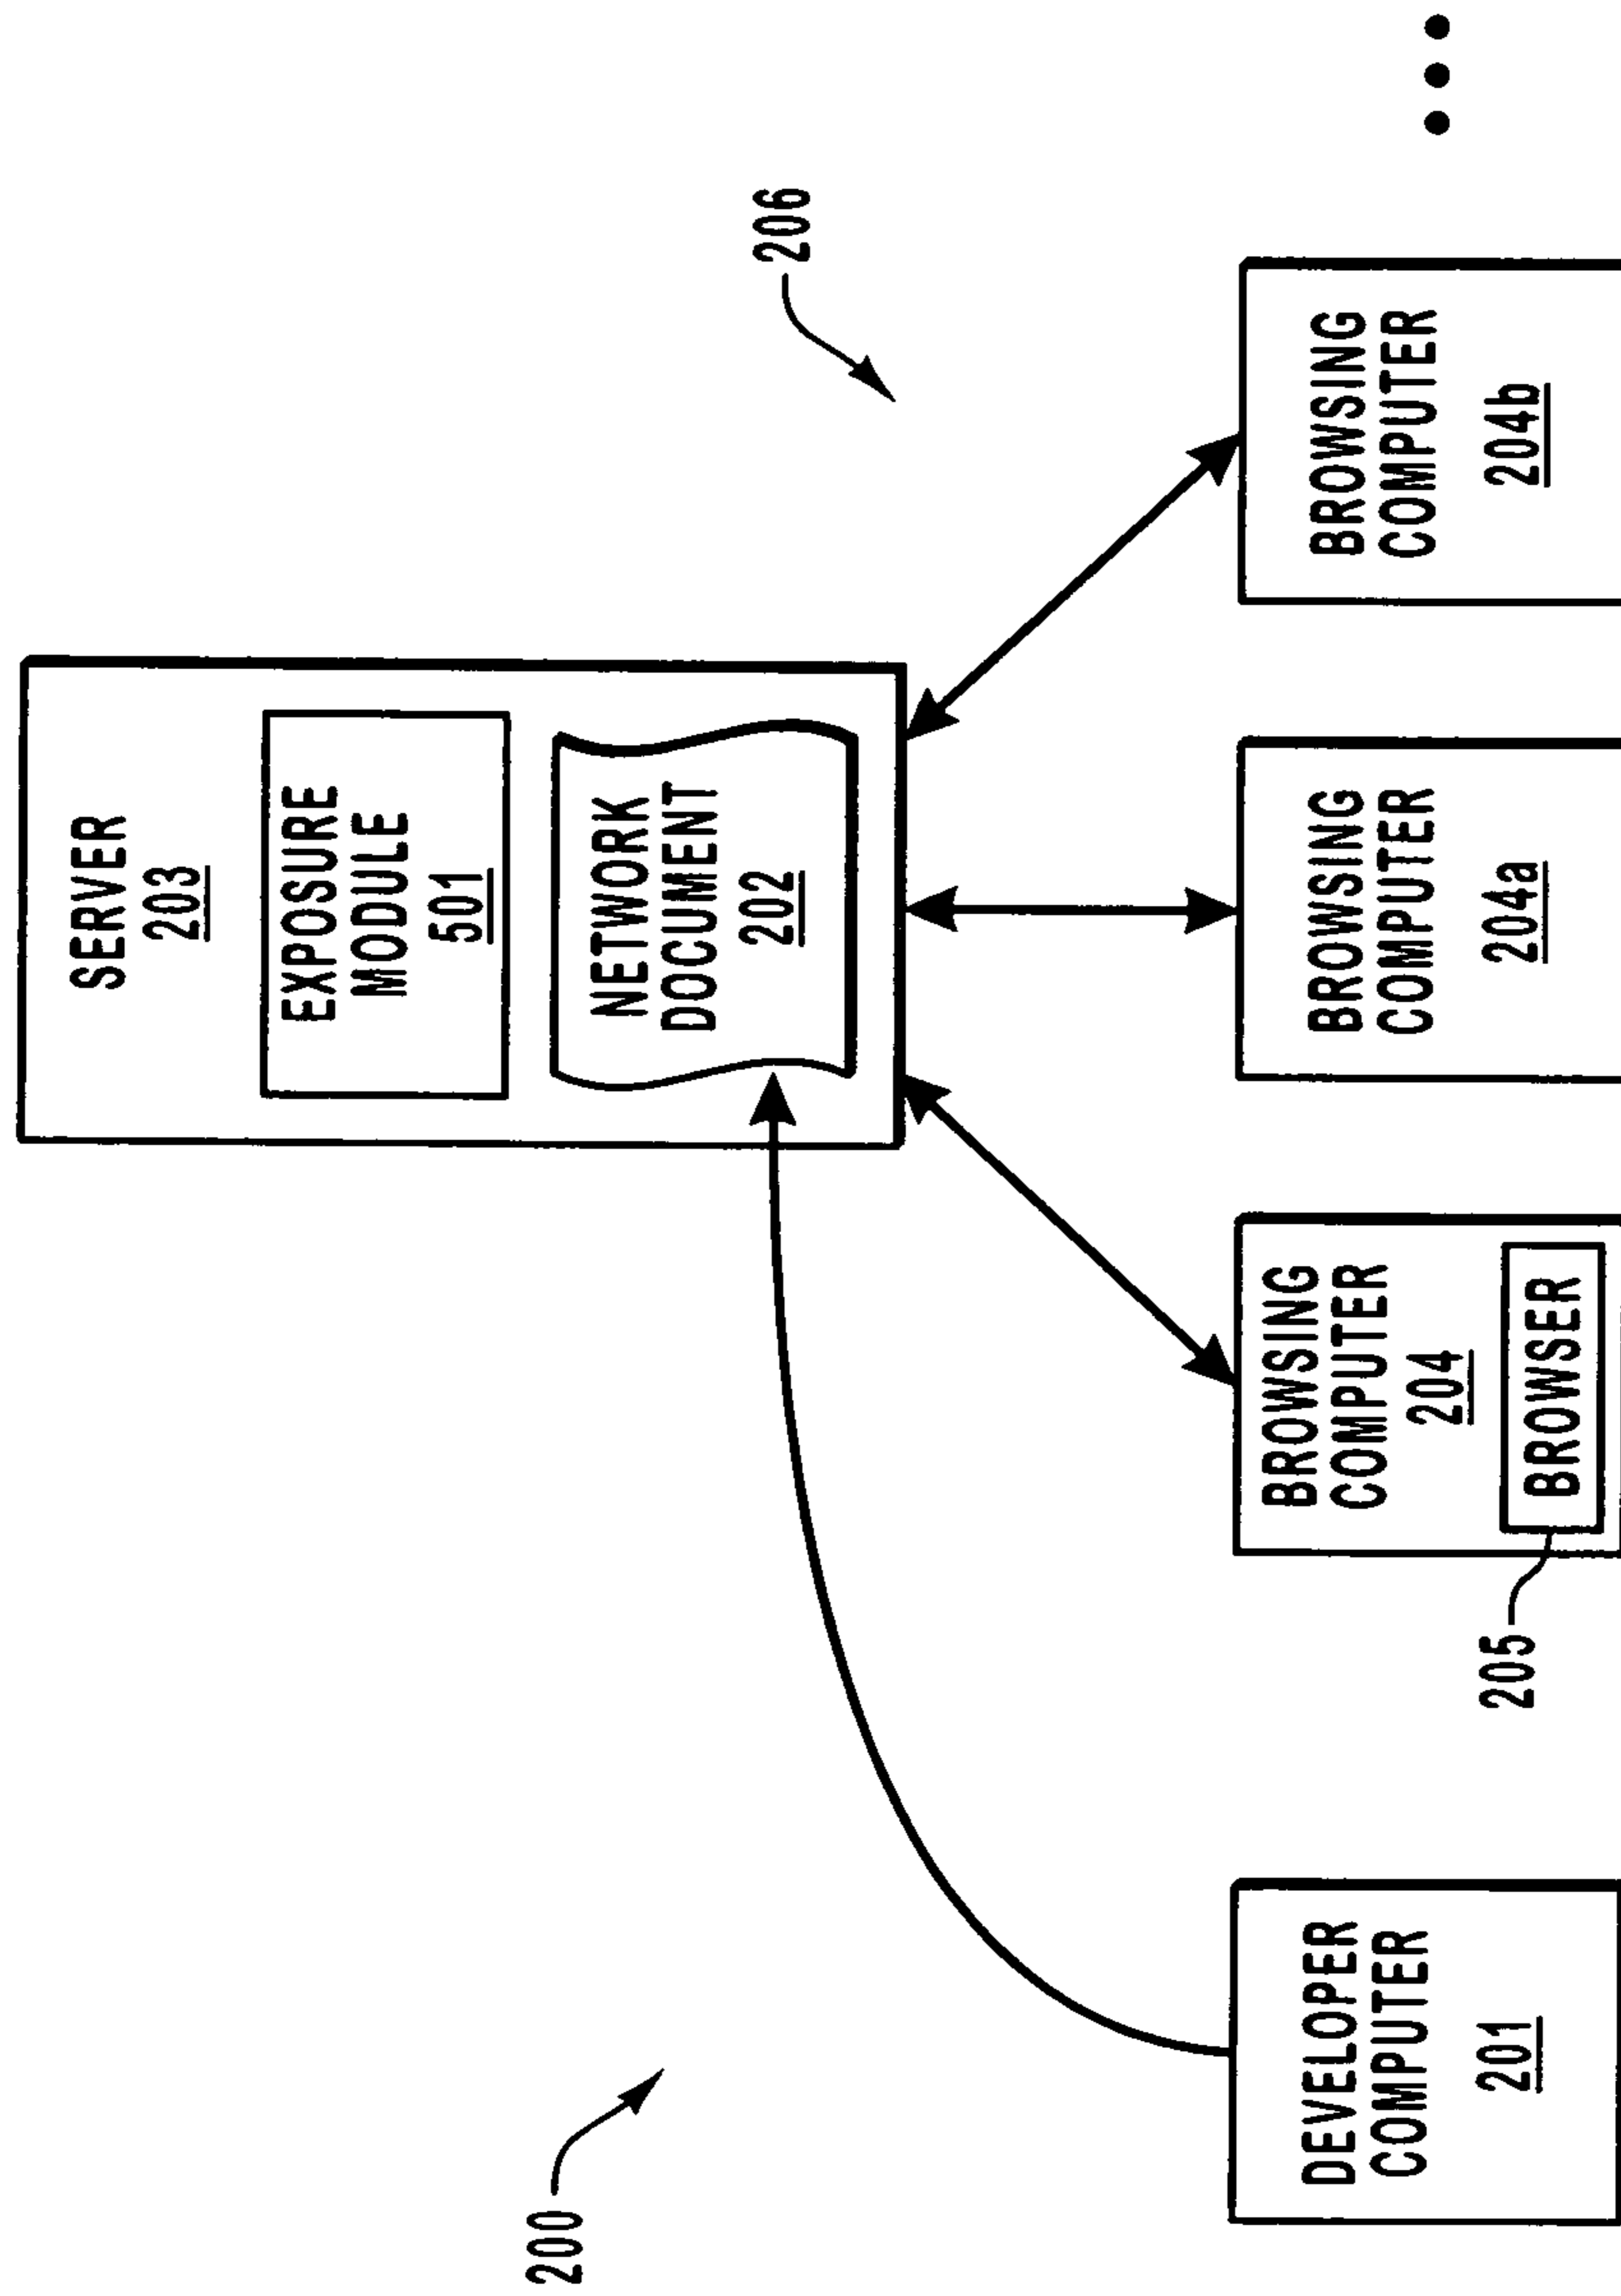 SERVER
203
EXPOSURE
MODULE
501
NETWORK
DOCUMENT
202
200
206
DEVELOPER
COMPUTER
201
205
BROWSING
COMPUTER
204
BROWSER
BROWSING
COMPUTER
204a
BROWSING
COMPUTER
204b